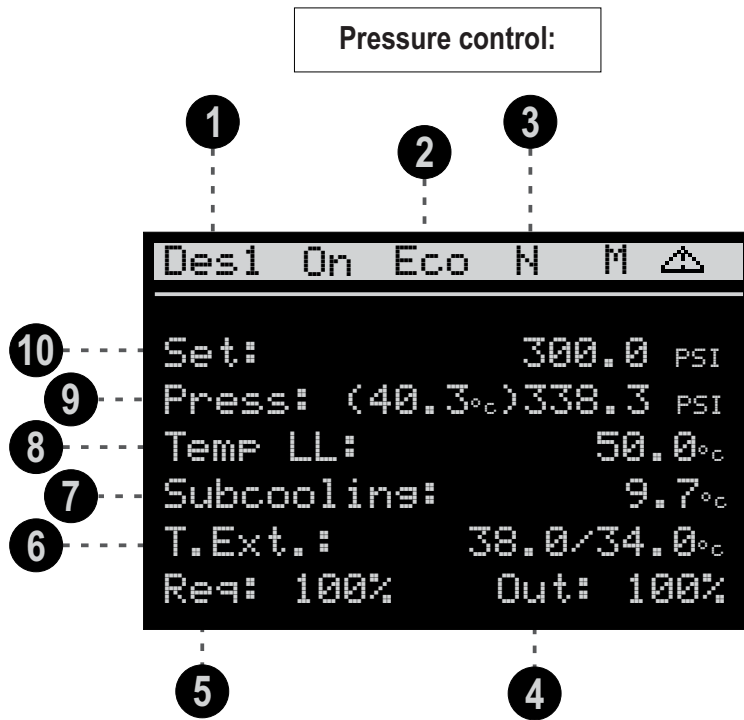 Pressure control:
1 2 3
Des1 On Eco N M
10 Set: 300.0 PSI
9 Press: (40.3°c)338.3 PSI
8 Temp LL: 50.0°c
7 Subcooling: 9.7°c
6 T.Ext.: 38.0/34.0°c
Req: 100% Out: 100%
5 4